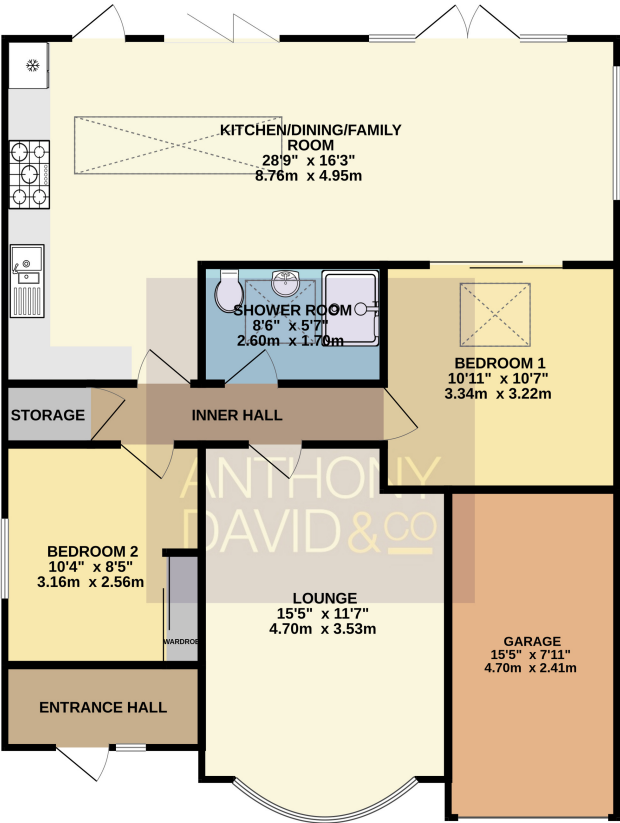 KITCHEN/DINING/FAMILY
ROOM
28'9" x 16'3"
8.76m x 4.95m
SHOWER ROOM
8'6" x 5'7"
2.60m x 1.70m
BEDROOM 1
10'11" x 10'7"
3.34m x 3.22m
STORAGE
INNER HALL
ANTHONY
DAVID & CO
BEDROOM 2
10'4" x 8'5"
3.16m x 2.56m
LOUNGE
15'5" x 11'7"
4.70m x 3.53m
WARDROBE
GARAGE
15'5" x 7'11"
4.70m x 2.41m
ENTRANCE HALL